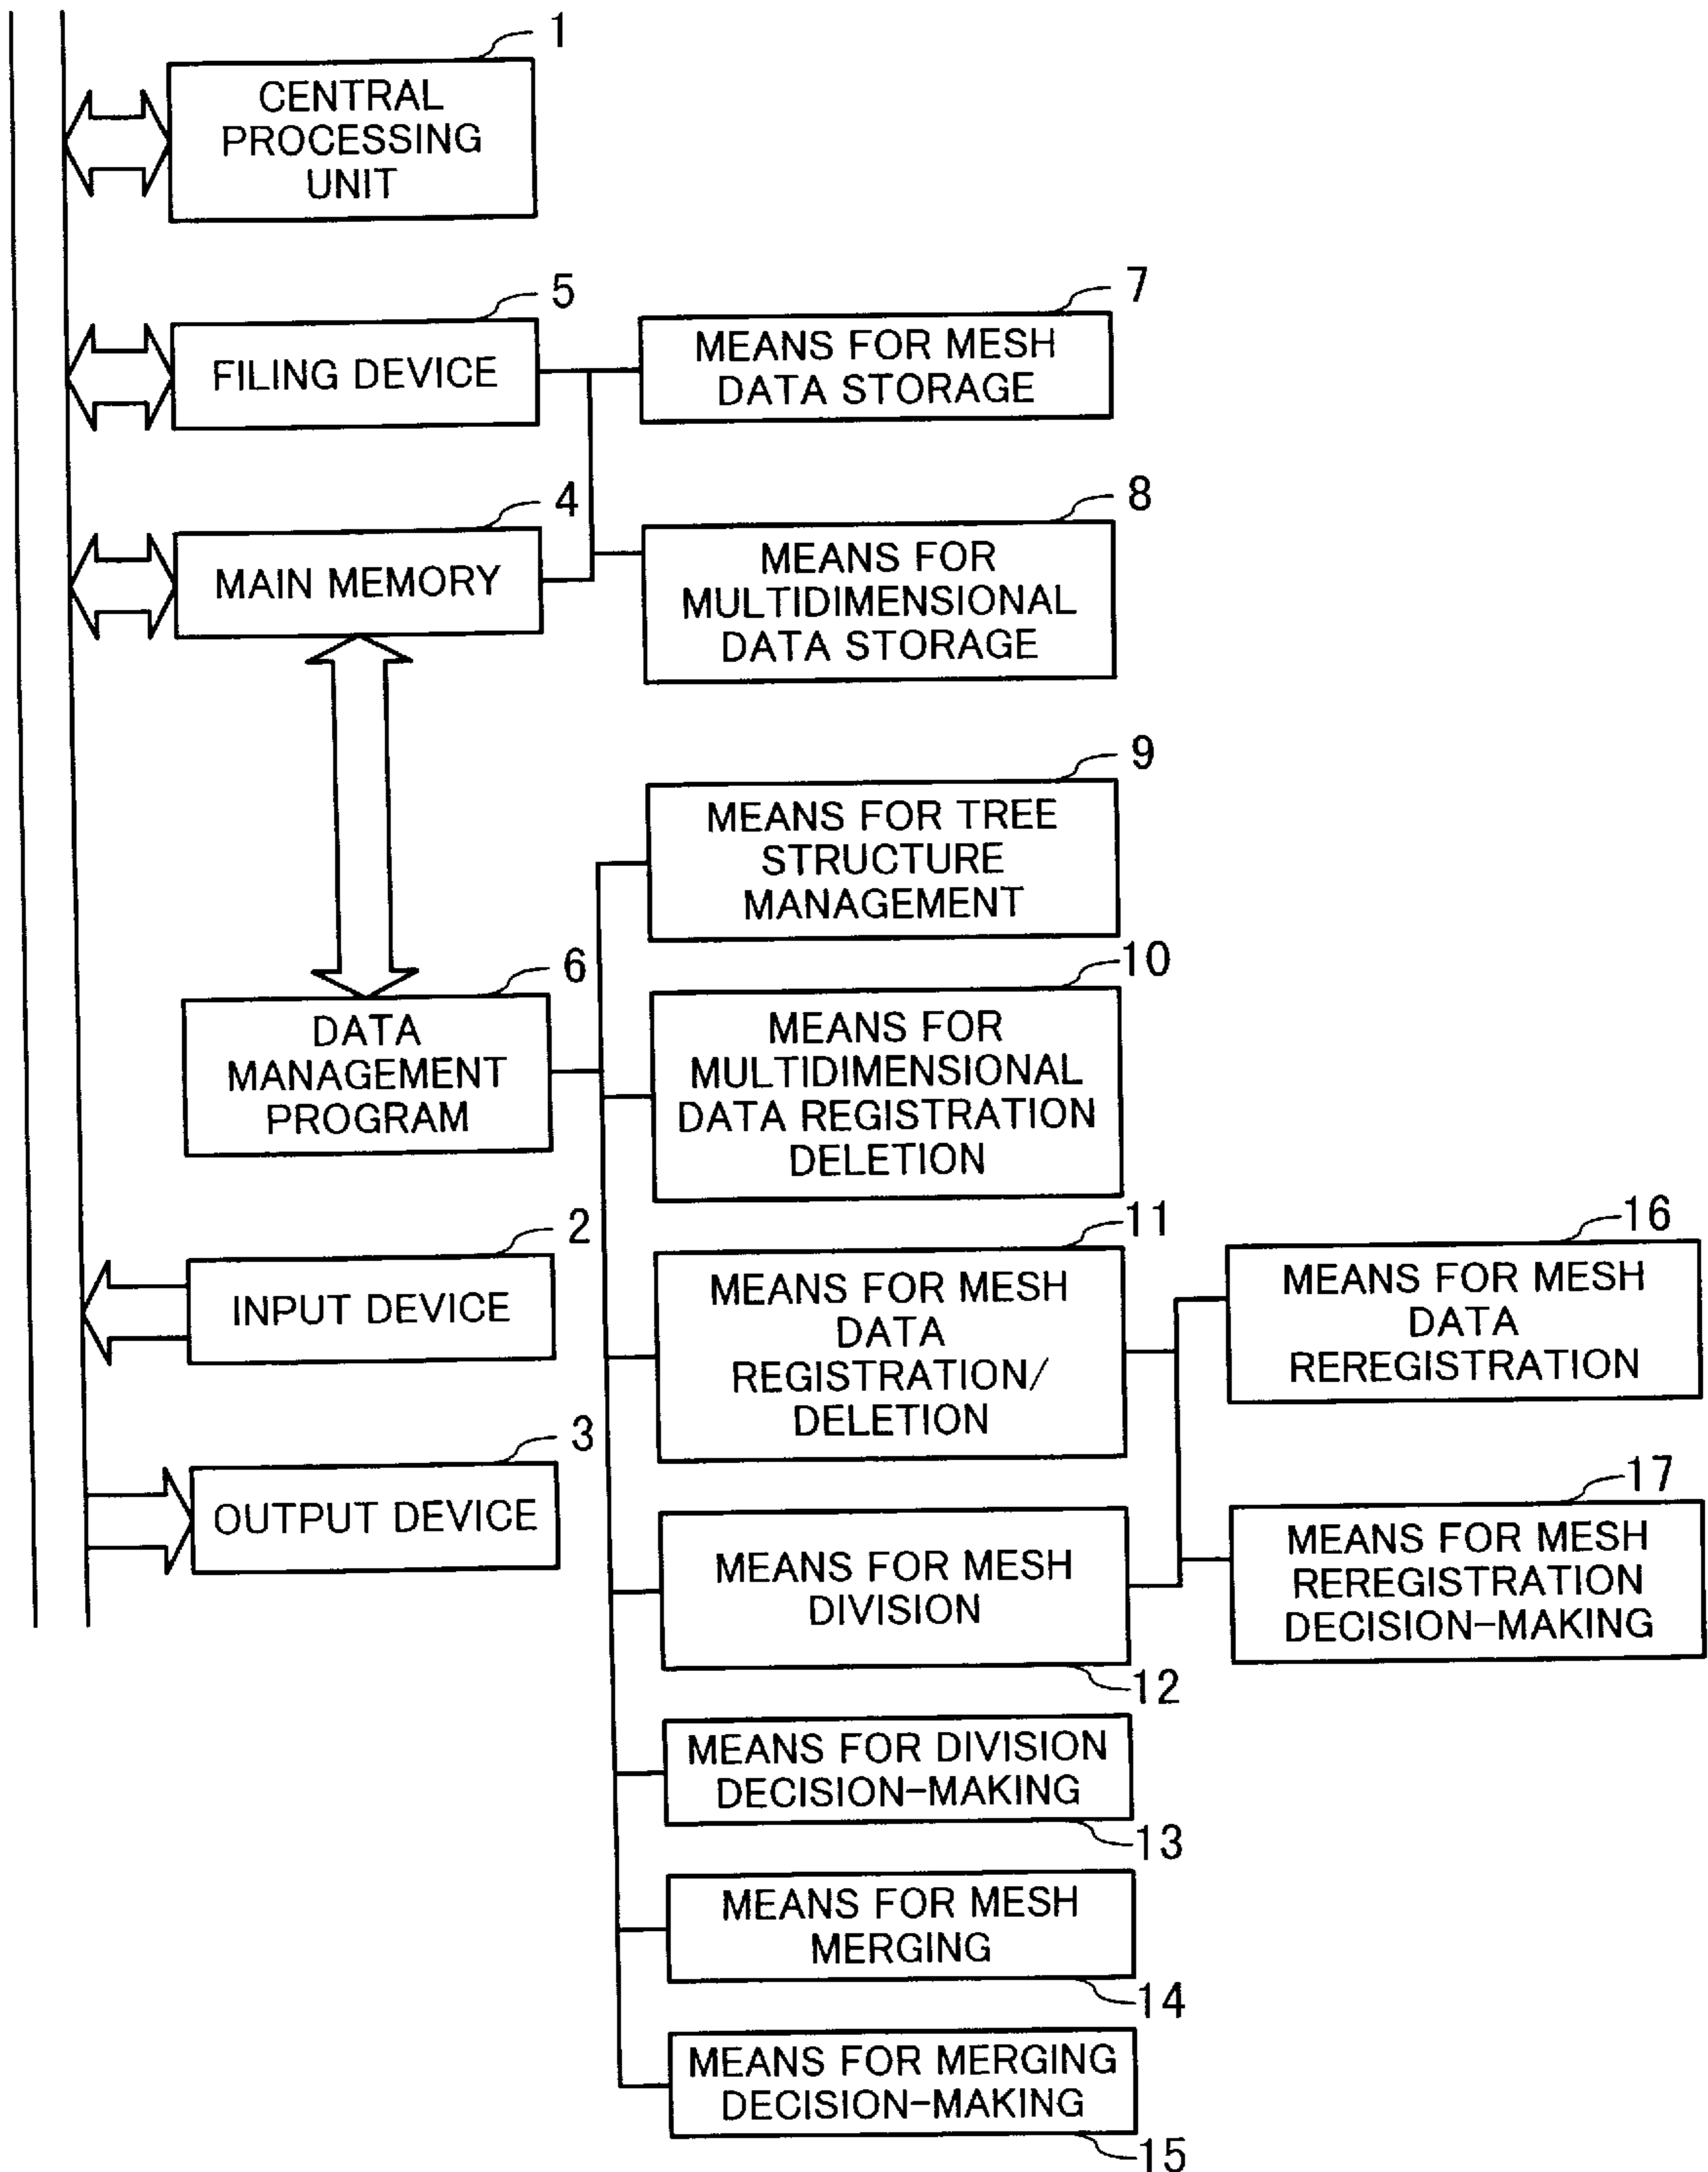 1
CENTRAL
PROCESSING
UNIT
5
FILING DEVICE
7
MEANS FOR MESH
DATA STORAGE
4
MAIN MEMORY
8
MEANS FOR
MULTIDIMENSIONAL
DATA STORAGE
9
MEANS FOR TREE
STRUCTURE
MANAGEMENT
6
DATA
MANAGEMENT
PROGRAM
10
MEANS FOR
MULTIDIMENSIONAL
DATA REGISTRATION
DELETION
2
INPUT DEVICE
11
MEANS FOR MESH
DATA
REGISTRATION/
DELETION
16
MEANS FOR MESH
DATA
REREGISTRATION
3
OUTPUT DEVICE
MEANS FOR MESH
DIVISION
12
17
MEANS FOR MESH
REREGISTRATION
DECISION-MAKING
MEANS FOR DIVISION
DECISION-MAKING
13
MEANS FOR MESH
MERGING
14
MEANS FOR MERGING
DECISION-MAKING
15